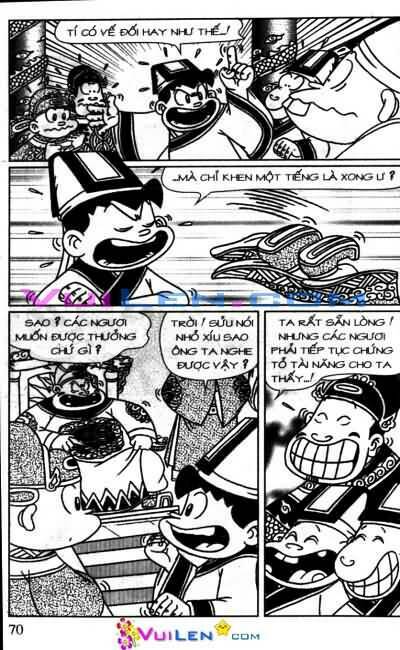 TÍ CÓ VẾ ĐỐI HAY NHƯ THẾ...!
...MÀ CHỈ KHEN MỘT TIẾNG LÀ XONG Ư ?
VUILEN.COM
SAO ? CÁC NGƯƠI
MUỐN ĐƯỢC THƯỞNG
CHỨ GÌ ?
TRỜI ! SỬU NÓI
NHỎ XÍU SAO
ÔNG TA NGHE
ĐƯỢC VẬY ?
TA RẤT SẴN LÒNG !
NHƯNG CÁC NGƯƠI
PHẢI TIẾP TỤC CHỨNG
TỎ TÀI NĂNG CHO TA
THẤY...!
70
VUILEN.COM